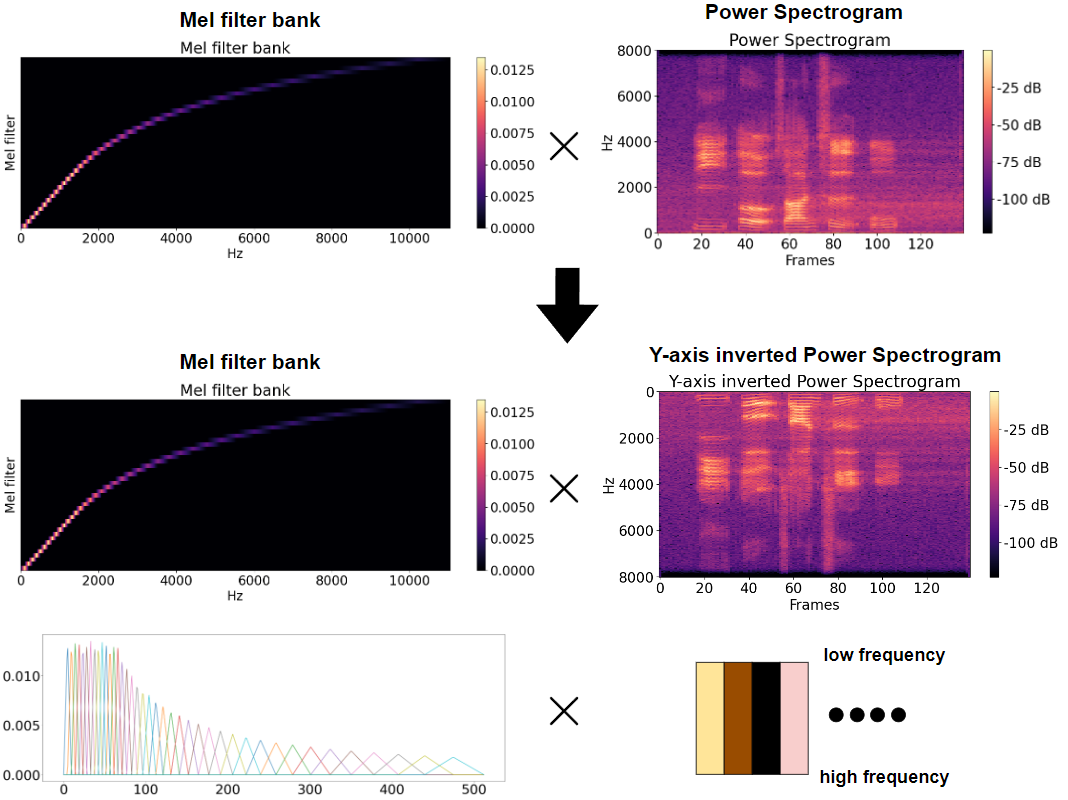 Mel filter bank
Mel filter bank
Mel filter
0
2000
4000
6000
8000
10000
Hz
0.0125
0.0100
0.0075
0.0050
0.0025
0.0000
×
Power Spectrogram
Power Spectrogram
8000
6000
4000
2000
0
Hz
0
20
40
60
80
100
120
Frames
-25 dB
-50 dB
-75 dB
-100 dB
Mel filter bank
Mel filter bank
Mel filter
0
2000
4000
6000
8000
10000
Hz
0.0125
0.0100
0.0075
0.0050
0.0025
0.0000
×
Y-axis inverted Power Spectrogram
Y-axis inverted Power Spectrogram
0
2000
4000
6000
8000
Hz
0
20
40
60
80
100
120
Frames
-25 dB
-50 dB
-75 dB
-100 dB
0.010
0.005
0.000
0
100
200
300
400
500
×
low frequency
high frequency